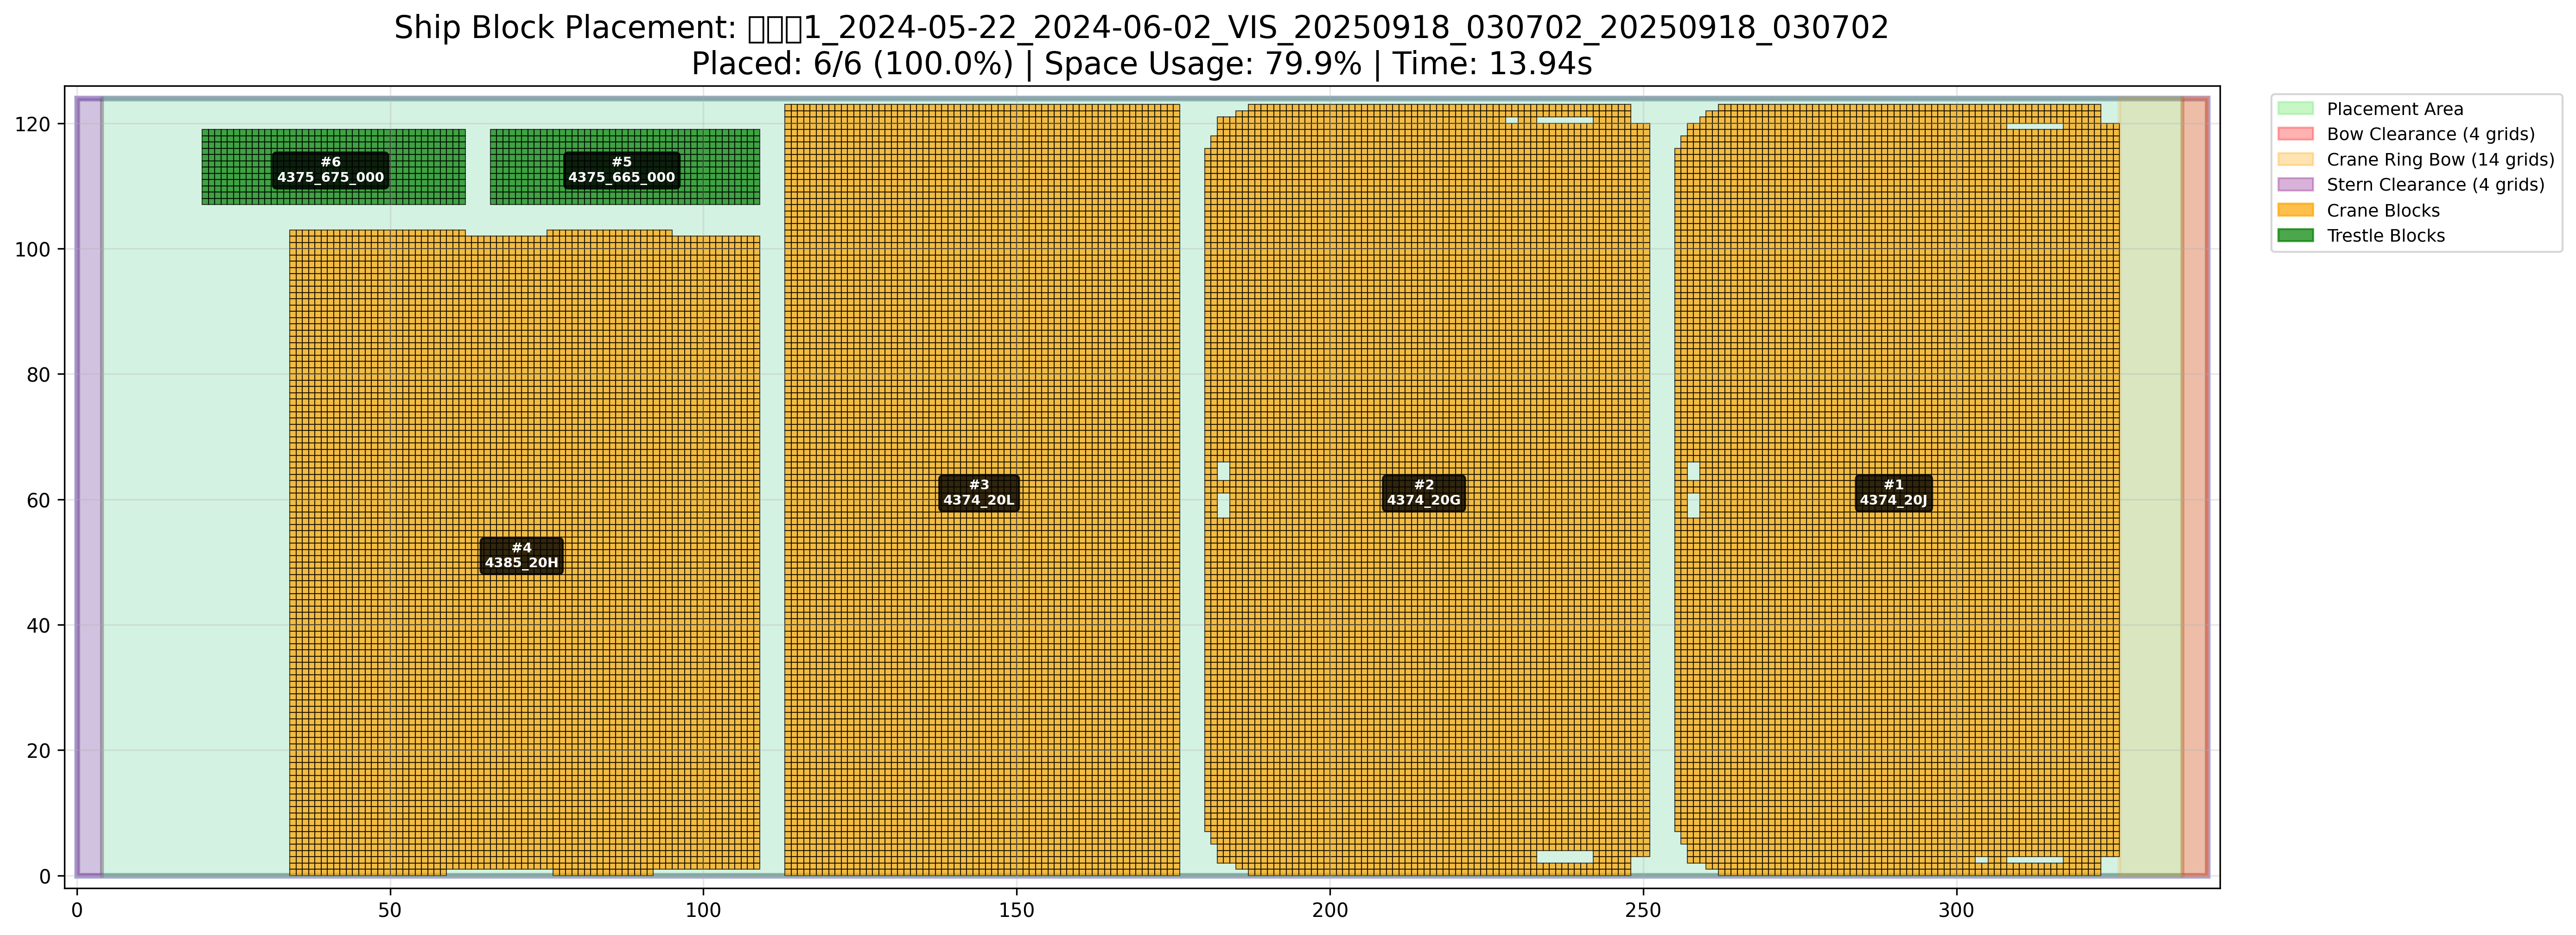 Ship Block Placement: 1_2024-05-22_2024-06-02_VIS_20250918_030702_20250918_030702
Placed: 6/6 (100.0%) | Space Usage: 79.9% | Time: 13.94s
Placement Area
Bow Clearance (4 grids)
Crane Ring Bow (14 grids)
Stern Clearance (4 grids)
Crane Blocks
Trestle Blocks
120
100
80
60
40
20
0
#6
4375_675_000
#5
4375_665_000
#4
4385_20H
#3
4374_20L
#2
4374_20G
#1
4374_20J
0
50
100
150
200
250
300